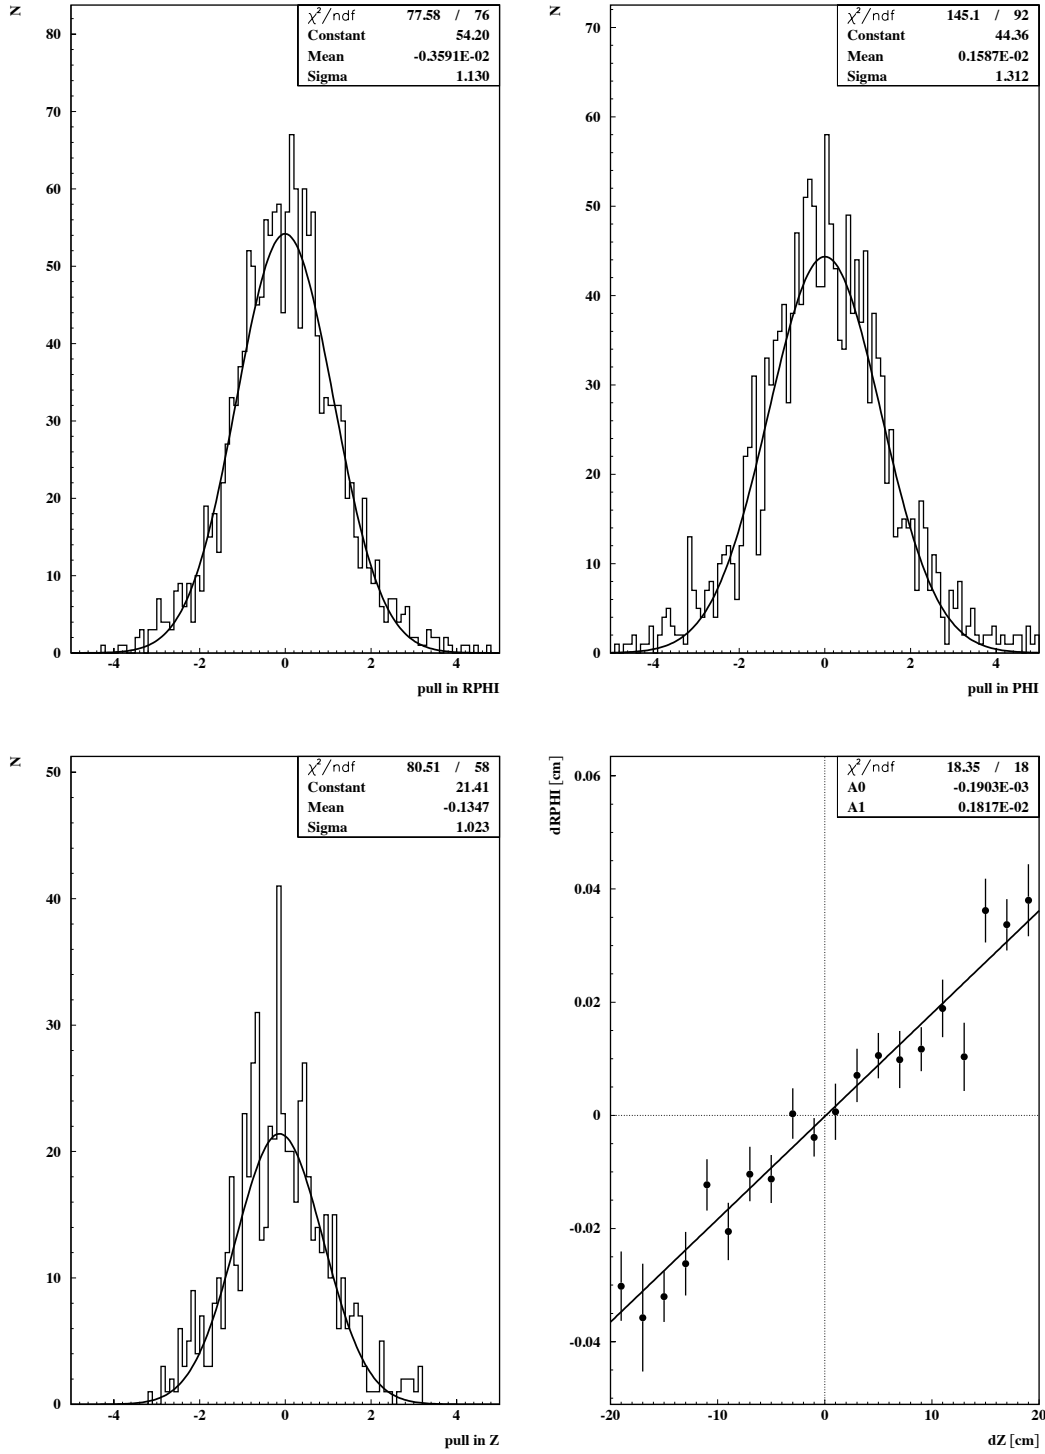 N
χ²/ndf 77.58 / 76
Constant 54.20
Mean -0.3591E-02
Sigma 1.130
80
70
60
50
40
30
20
10
0
-4 -2 0 2 4
pull in RPHI
N
χ²/ndf 145.1 / 92
Constant 44.36
Mean 0.1587E-02
Sigma 1.312
70
60
50
40
30
20
10
0
-4 -2 0 2 4
pull in PHI
N
χ²/ndf 80.51 / 58
Constant 21.41
Mean -0.1347
Sigma 1.023
50
40
30
20
10
0
-4 -2 0 2 4
pull in Z
dRPHI [cm]
χ²/ndf 18.35 / 18
A0 -0.1903E-03
A1 0.1817E-02
0.06
0.04
0.02
0
-0.02
-0.04
-20 -10 0 10 20
dZ [cm]